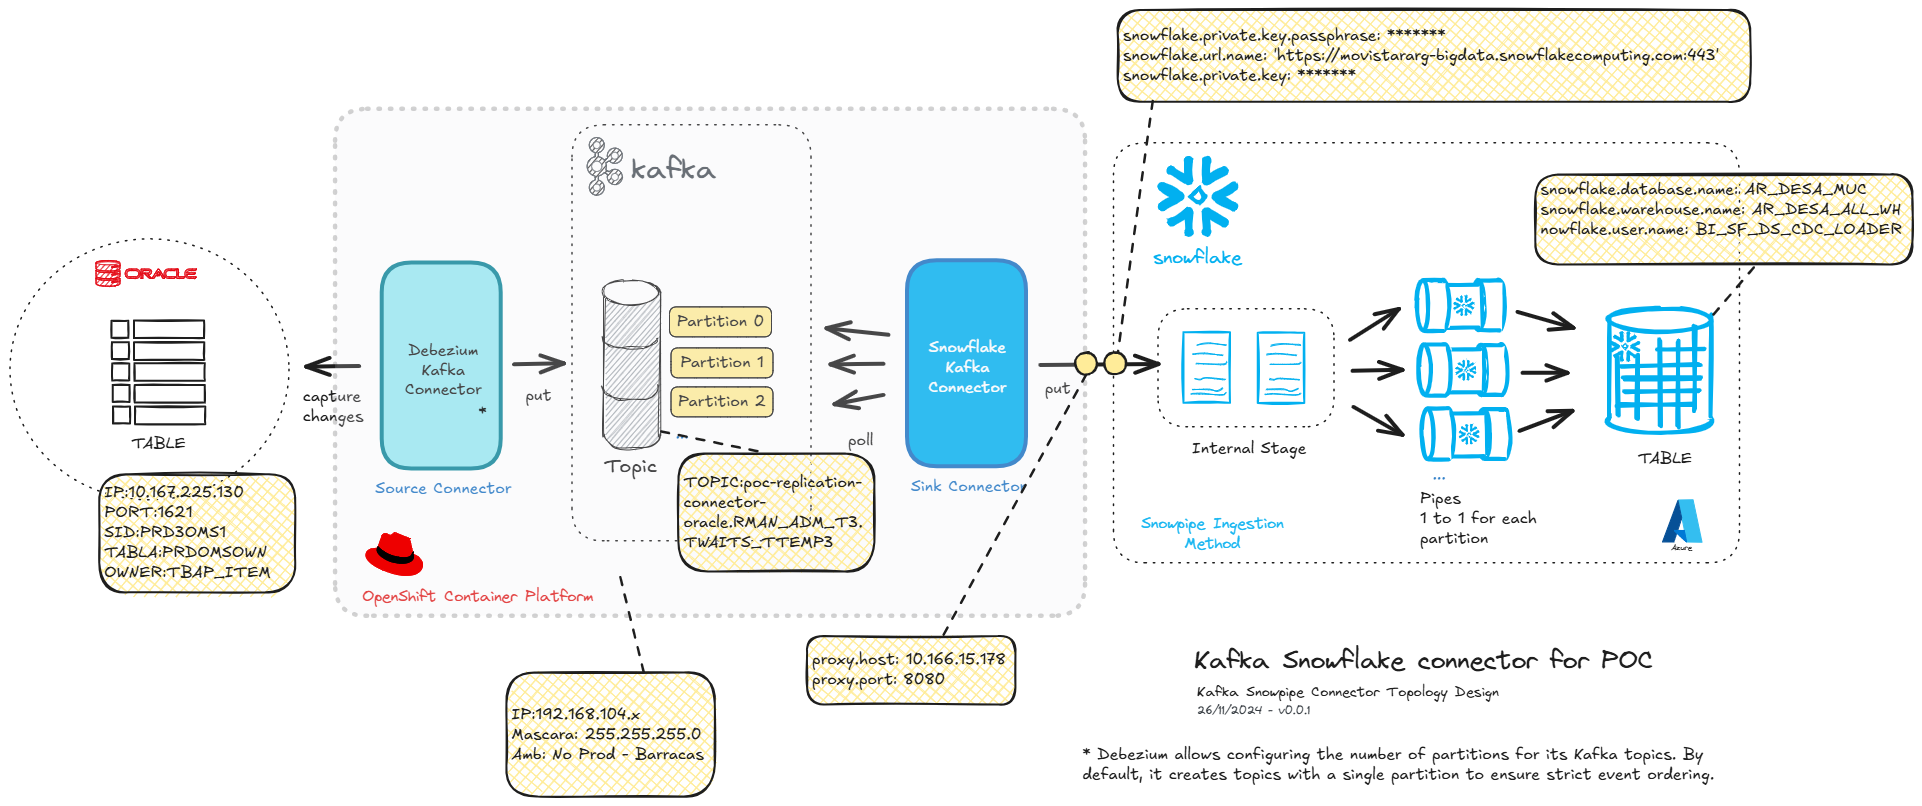 snowflake.private.key.passphrase: *******
snowflake.url.name: 'https://movistararg-bigdata.snowflakecomputing.com:443'
snowflake.private.key: *******
kafka
snowflake.database.name: AR_DESA_MUC
snowflake.warehouse.name: AR_DESA_ALL_WH
nowflake.user.name: BI_SF_DS_CDC_LOADER
snowflake
ORACLE
TABLE
capture
changes
Debezium
Kafka
Connector
*
Source Connector
put
Partition 0
Partition 1
Partition 2
...
Topic
poll
Snowflake
Kafka
Connector
Sink Connector
put
Internal Stage
Snowpipe Ingestion
Method
...
Pipes
1 to 1 for each
partition
TABLE
Azure
IP:10.167.225.130
PORT:1621
SID:PRD3OMS1
TABLA:PRDOMSOWN
OWNER:TBAP_ITEM
TOPIC:poc-replication-
connector-
oracle.RMAN_ADM_T3.
TWAITS_TTEMP3
OpenShift Container Platform
proxy.host: 10.166.15.178
proxy.port: 8080
IP:192.168.104.x
Mascara: 255.255.255.0
Amb: No Prod - Barracas
Kafka Snowflake connector for POC
Kafka Snowpipe Connector Topology Design
26/11/2024 - v0.0.1
* Debezium allows configuring the number of partitions for its Kafka topics. By
default, it creates topics with a single partition to ensure strict event ordering.